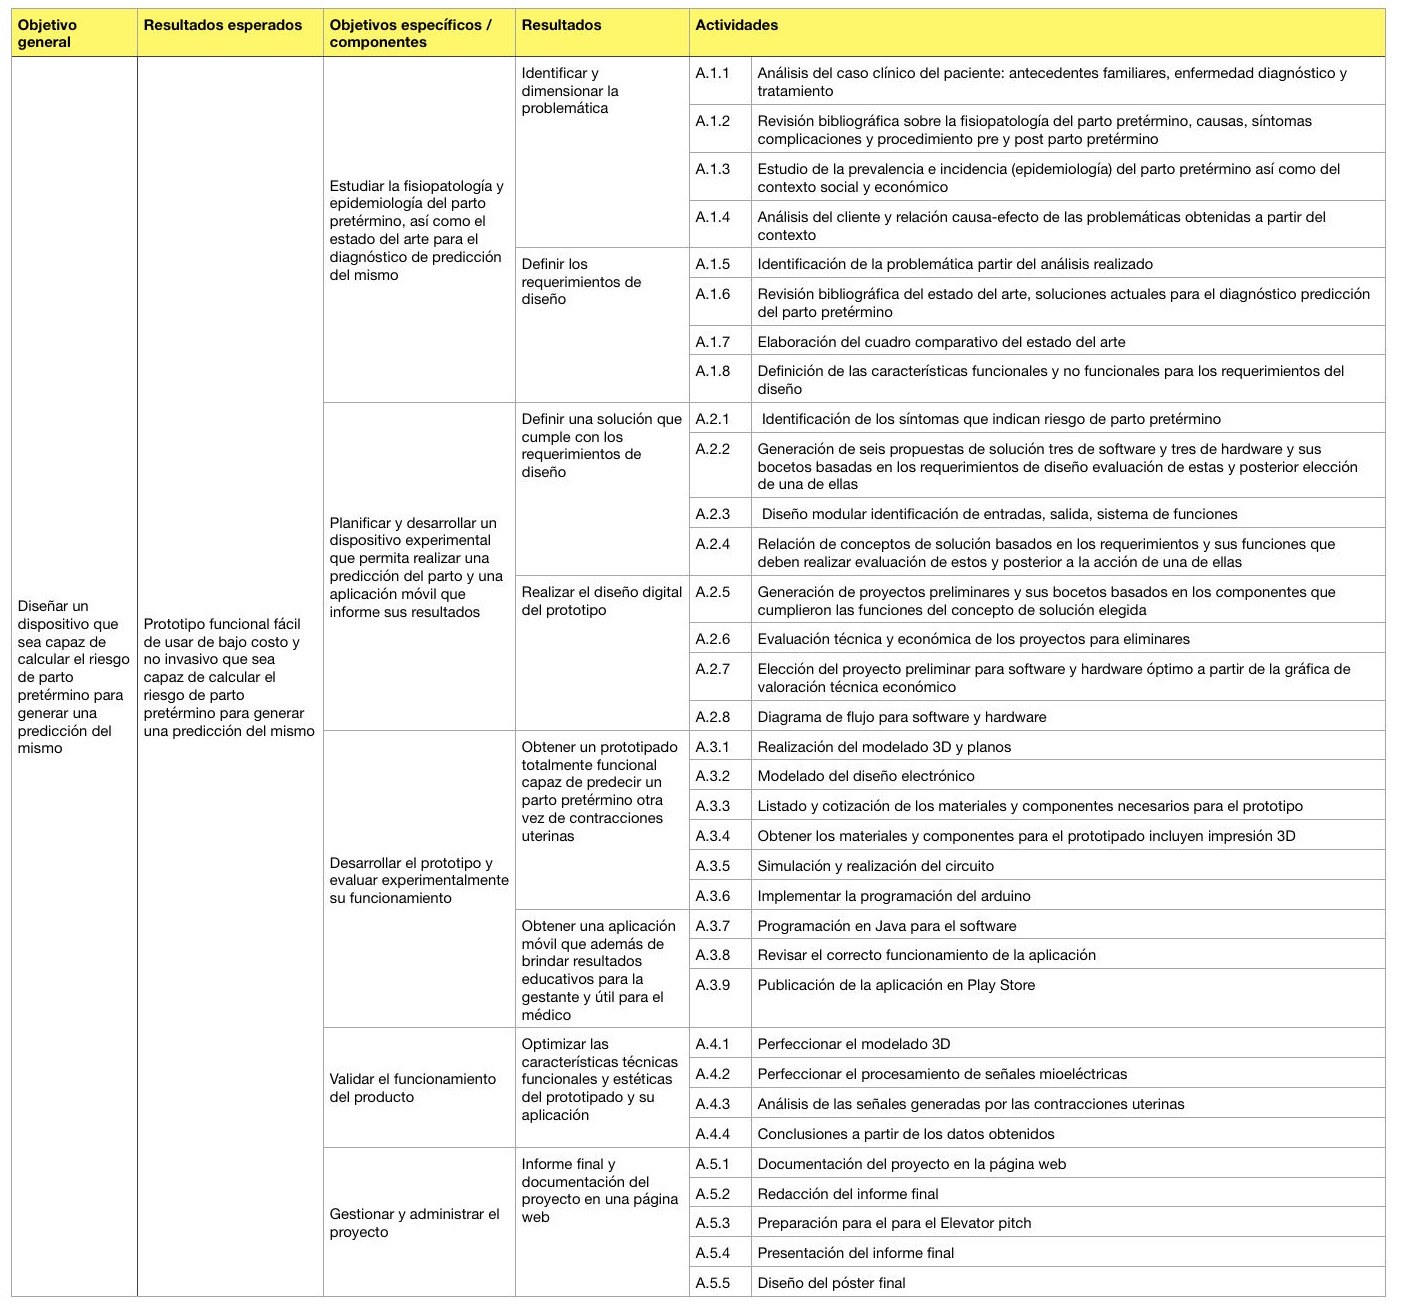 Objetivo
general
Resultados esperados
Objetivos específicos /
componentes
Resultados
Actividades
Diseñar un
dispositivo que
sea capaz de
calcular el riesgo
de parto
pretérmino para
generar una
predicción del
mismo
Prototipo funcional fácil
de usar de bajo costo y
no invasivo que sea
capaz de calcular el
riesgo de parto
pretérmino para generar
una predicción del mismo
Estudiar la fisiopatología y
epidemiología del parto
pretérmino, así como el
estado del arte para el
diagnóstico de predicción
del mismo
Identificar y
dimensionar la
problemática
A.1.1
Análisis del caso clínico del paciente: antecedentes familiares, enfermedad diagnóstico y
tratamiento
A.1.2
Revisión bibliográfica sobre la fisiopatología del parto pretérmino, causas, síntomas
complicaciones y procedimiento pre y post parto pretérmino
A.1.3
Estudio de la prevalencia e incidencia (epidemiología) del parto pretérmino así como del
contexto social y económico
A.1.4
Análisis del cliente y relación causa-efecto de las problemáticas obtenidas a partir del
contexto
Definir los
requerimientos de
diseño
A.1.5
Identificación de la problemática partir del análisis realizado
A.1.6
Revisión bibliográfica del estado del arte, soluciones actuales para el diagnóstico predicción
del parto pretérmino
A.1.7
Elaboración del cuadro comparativo del estado del arte
A.1.8
Definición de las características funcionales y no funcionales para los requerimientos del
diseño
Planificar y desarrollar un
dispositivo experimental
que permita realizar una
predicción del parto y una
aplicación móvil que
informe sus resultados
Definir una solución que
cumple con los
requerimientos de
diseño
A.2.1
Identificación de los síntomas que indican riesgo de parto pretérmino
A.2.2
Generación de seis propuestas de solución tres de software y tres de hardware y sus
bocetos basadas en los requerimientos de diseño evaluación de estas y posterior elección
de una de ellas
A.2.3
Diseño modular identificación de entradas, salida, sistema de funciones
A.2.4
Relación de conceptos de solución basados en los requerimientos y sus funciones que
deben realizar evaluación de estos y posterior a la acción de una de ellas
Realizar el diseño digital
del prototipo
A.2.5
Generación de proyectos preliminares y sus bocetos basados en los componentes que
cumplieron las funciones del concepto de solución elegida
A.2.6
Evaluación técnica y económica de los proyectos para eliminares
A.2.7
Elección del proyecto preliminar para software y hardware óptimo a partir de la gráfica de
valoración técnica económico
A.2.8
Diagrama de flujo para software y hardware
Desarrollar el prototipo y
evaluar experimentalmente
su funcionamiento
Obtener un prototipado
totalmente funcional
capaz de predecir un
parto pretérmino otra
vez de contracciones
uterinas
A.3.1
Realización del modelado 3D y planos
A.3.2
Modelado del diseño electrónico
A.3.3
Listado y cotización de los materiales y componentes necesarios para el prototipo
A.3.4
Obtener los materiales y componentes para el prototipado incluyen impresión 3D
A.3.5
Simulación y realización del circuito
A.3.6
Implementar la programación del arduino
Obtener una aplicación
móvil que además de
brindar resultados
educativos para la
gestante y útil para el
médico
A.3.7
Programación en Java para el software
A.3.8
Revisar el correcto funcionamiento de la aplicación
A.3.9
Publicación de la aplicación en Play Store
Validar el funcionamiento
del producto
Optimizar las
características técnicas
funcionales y estéticas
del prototipado y su
aplicación
A.4.1
Perfeccionar el modelado 3D
A.4.2
Perfeccionar el procesamiento de señales mioeléctricas
A.4.3
Análisis de las señales generadas por las contracciones uterinas
A.4.4
Conclusiones a partir de los datos obtenidos
Gestionar y administrar el
proyecto
Informe final y
documentación del
proyecto en una página
web
A.5.1
Documentación del proyecto en la página web
A.5.2
Redacción del informe final
A.5.3
Preparación para el para el Elevator pitch
A.5.4
Presentación del informe final
A.5.5
Diseño del póster final